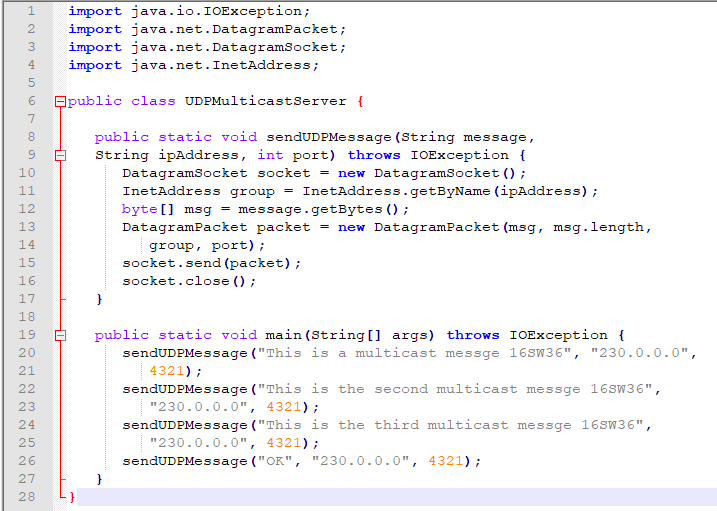 1 import java.io.IOException;
2 import java.net.DatagramPacket;
3 import java.net.DatagramSocket;
4 import java.net.InetAddress;
5
6 public class UDPMulticastServer {
7
8 public static void sendUDPMessage(String message,
9 String ipAddress, int port) throws IOException {
10 DatagramSocket socket = new DatagramSocket();
11 InetAddress group = InetAddress.getByName(ipAddress);
12 byte[] msg = message.getBytes();
13 DatagramPacket packet = new DatagramPacket(msg, msg.length,
14 group, port);
15 socket.send(packet);
16 socket.close();
17 }
18
19 public static void main(String[] args) throws IOException {
20 sendUDPMessage("This is a multicast messge 16SW36", "230.0.0.0",
21 4321);
22 sendUDPMessage("This is the second multicast messge 16SW36",
23 "230.0.0.0", 4321);
24 sendUDPMessage("This is the third multicast messge 16SW36",
25 "230.0.0.0", 4321);
26 sendUDPMessage("OK", "230.0.0.0", 4321);
27 }
28 }